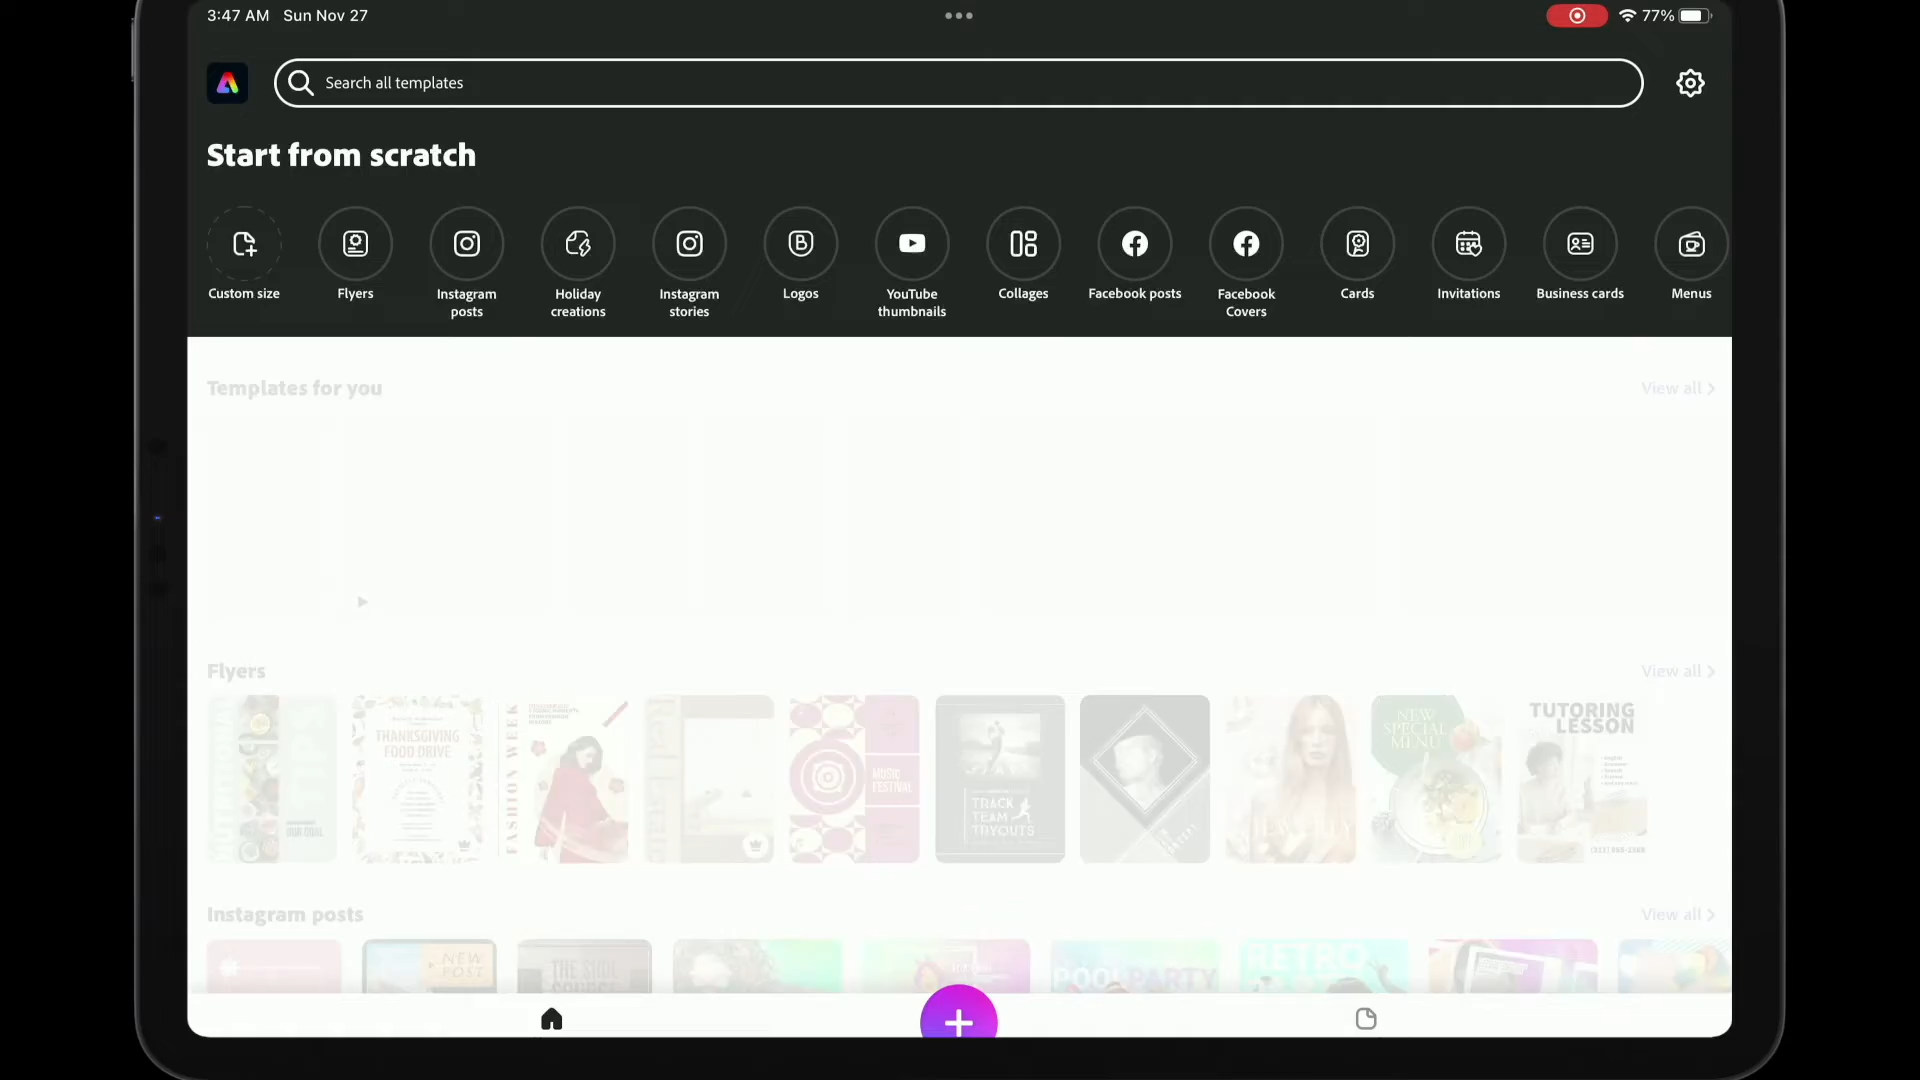 3:47 AM Sun Nov 27
77%
Search all templates
Start from scratch
Custom size
Flyers
Instagram
posts
Holiday
creations
Instagram
stories
Logos
YouTube
thumbnails
Collages
Facebook posts
Facebook
Covers
Cards
Invitations
Business cards
Menus
Templates for you
View all
Flyers
View all
TIPS
OUR GOAL
THANKSGIVING
FOOD DRIVE
FASHION WEEK
MUSIC
FESTIVAL
TRACK
TEAM
TRYOUTS
NEW
SPECIAL
MENU
TUTORING
LESSON
Instagram posts
View all
NEW
POST
POOL PARTY
RETRO